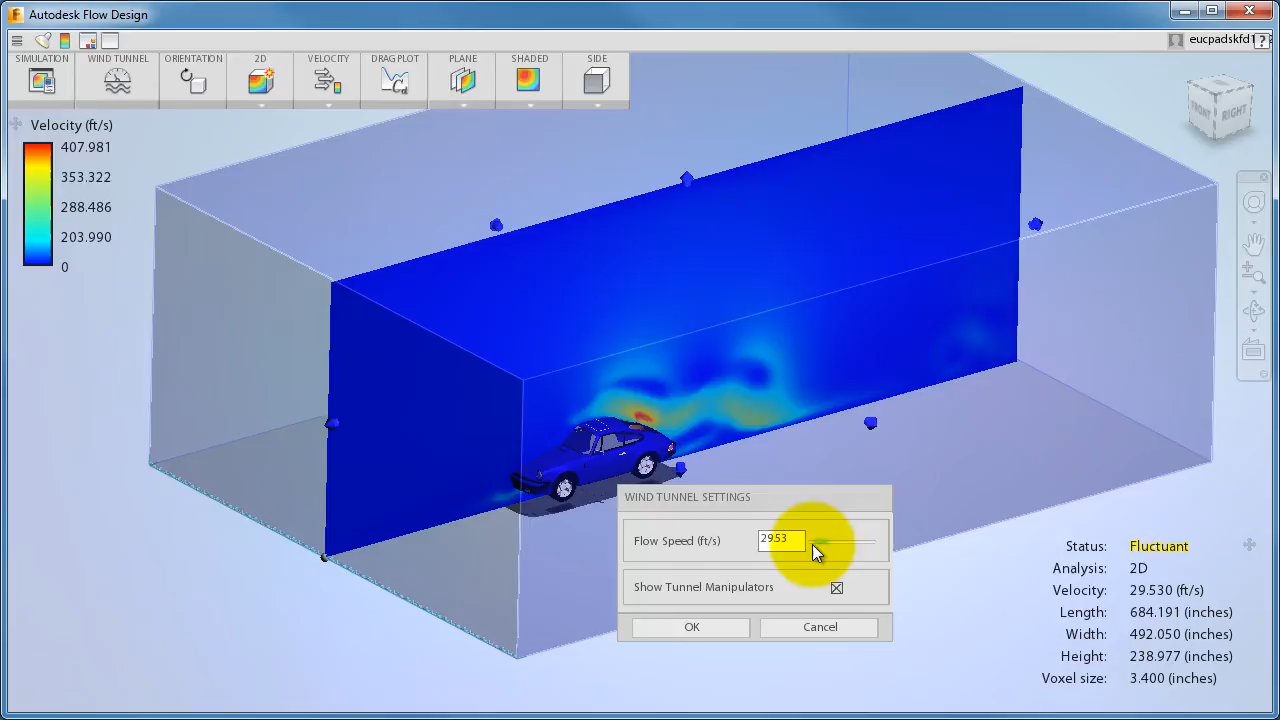 Autodesk Flow Design
eucpadskfd1
?
SIMULATION
WIND TUNNEL
ORIENTATION
2D
VELOCITY
DRAG PLOT
PLANE
SHADED
SIDE
Velocity (ft/s)
407.981
353.322
288.486
203.990
0
FRONT
RIGHT
WIND TUNNEL SETTINGS
Flow Speed (ft/s) 29.53
Show Tunnel Manipulators
OK Cancel
Status: Fluctuant
Analysis: 2D
Velocity: 29.530 (ft/s)
Length: 684.191 (inches)
Width: 492.050 (inches)
Height: 238.977 (inches)
Voxel size: 3.400 (inches)